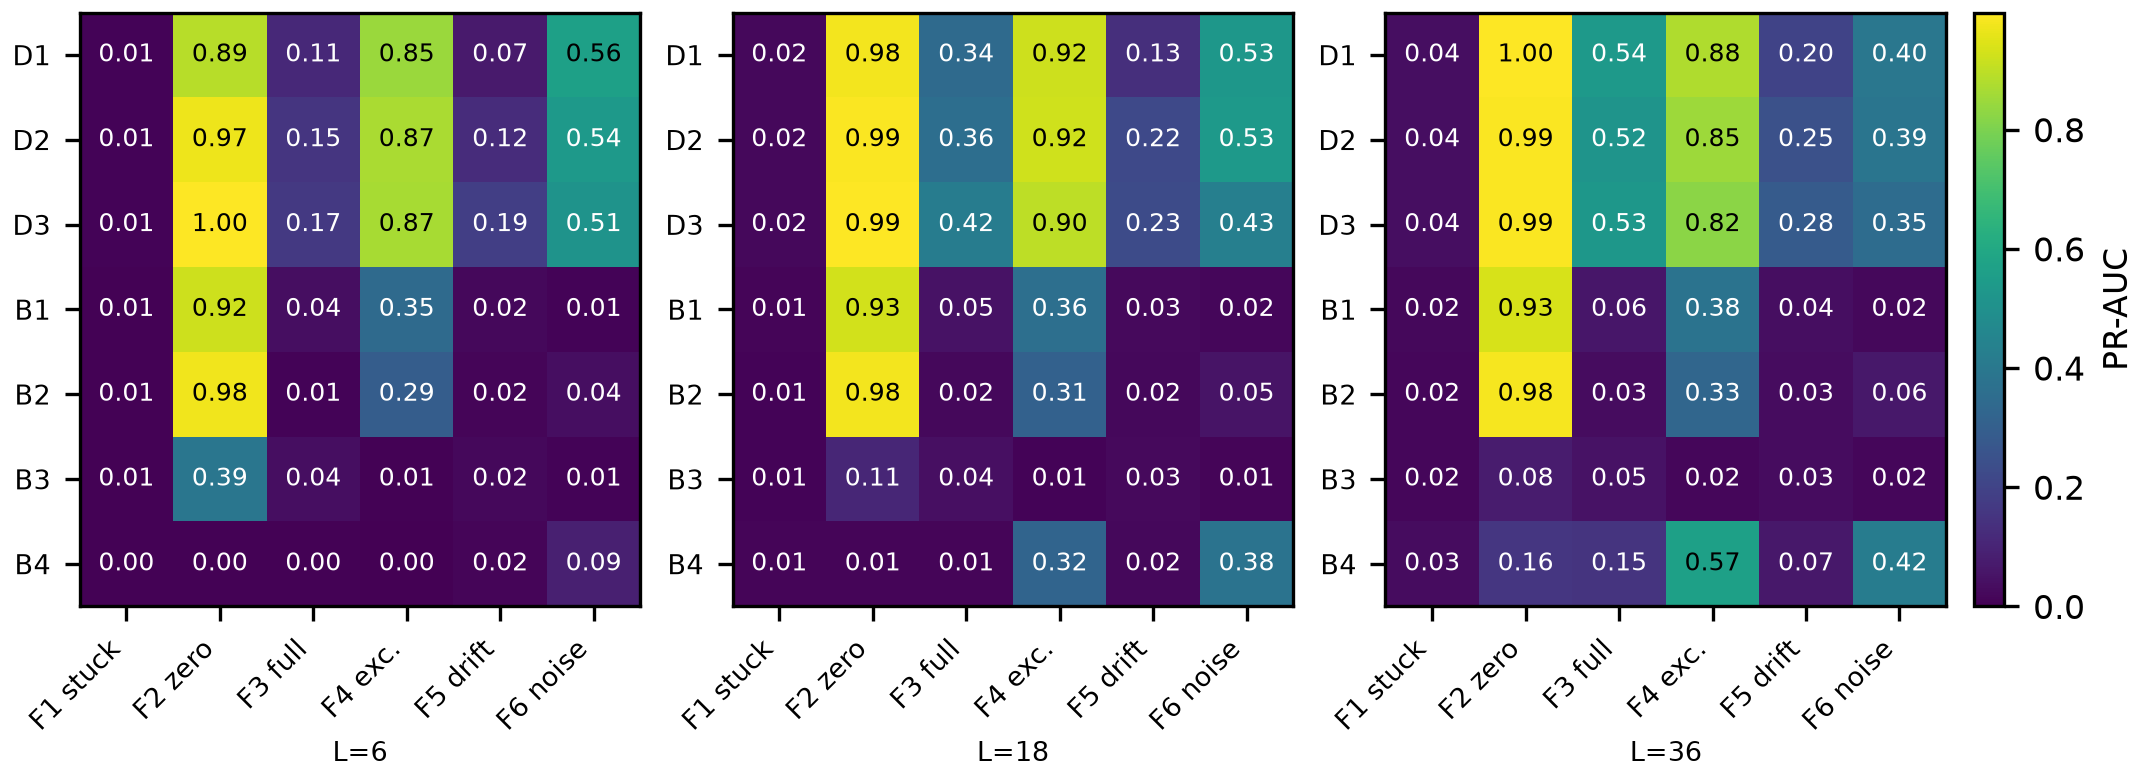 D1 0.01 0.89 0.11 0.85 0.07 0.56
D2 0.01 0.97 0.15 0.87 0.12 0.54
D3 0.01 1.00 0.17 0.87 0.19 0.51
B1 0.01 0.92 0.04 0.35 0.02 0.01
B2 0.01 0.98 0.01 0.29 0.02 0.04
B3 0.01 0.39 0.04 0.01 0.02 0.01
B4 0.00 0.00 0.00 0.00 0.02 0.09
F1 stuck F2 zero F3 full F4 exc. F5 drift F6 noise
L=6
D1 0.02 0.98 0.34 0.92 0.13 0.53
D2 0.02 0.99 0.36 0.92 0.22 0.53
D3 0.02 0.99 0.42 0.90 0.23 0.43
B1 0.01 0.93 0.05 0.36 0.03 0.02
B2 0.01 0.98 0.02 0.31 0.02 0.05
B3 0.01 0.11 0.04 0.01 0.03 0.01
B4 0.01 0.01 0.01 0.32 0.02 0.38
F1 stuck F2 zero F3 full F4 exc. F5 drift F6 noise
L=18
D1 0.04 1.00 0.54 0.88 0.20 0.40
D2 0.04 0.99 0.52 0.85 0.25 0.39
D3 0.04 0.99 0.53 0.82 0.28 0.35
B1 0.02 0.93 0.06 0.38 0.04 0.02
B2 0.02 0.98 0.03 0.33 0.03 0.06
B3 0.02 0.08 0.05 0.02 0.03 0.02
B4 0.03 0.16 0.15 0.57 0.07 0.42
F1 stuck F2 zero F3 full F4 exc. F5 drift F6 noise
L=36
0.8
0.6
0.4
0.2
0.0
PR-AUC